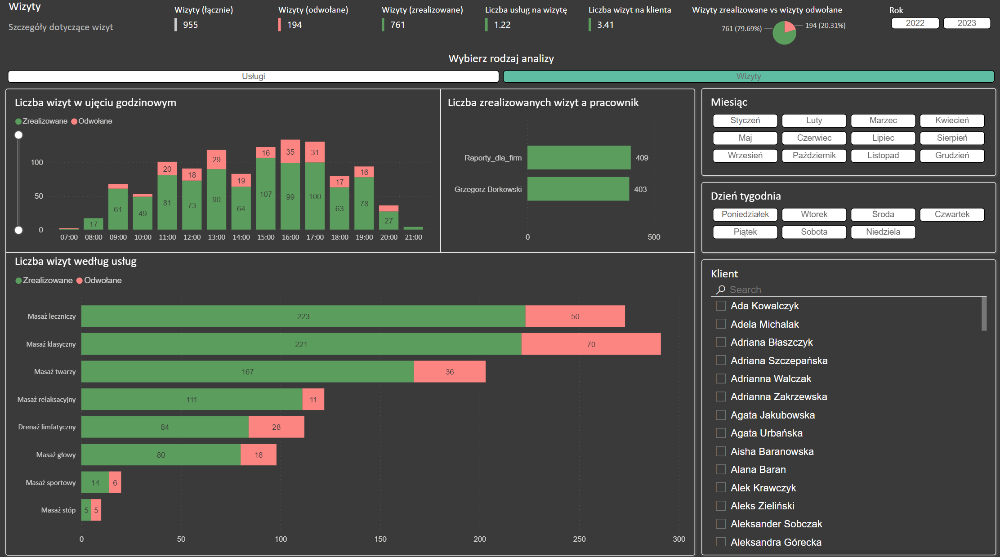 Wizyty
Szczegóły dotyczące wizyt
Wizyty (łącznie)
955
Wizyty (odwołane)
194
Wizyty (zrealizowane)
761
Liczba usług na wizytę
1.22
Liczba wizyt na klienta
3.41
Wizyty zrealizowane vs wizyty odwołane
761 (79.69%)
194 (20.31%)
Rok
2022
2023
Wybierz rodzaj analizy
Usługi
Wizyty
Liczba wizyt w ujęciu godzinowym
Zrealizowane Odwołane
100
50
0
17
61
49
20
81
18
73
29
90
19
64
16
107
35
99
31
100
17
63
16
78
27
07:00 08:00 09:00 10:00 11:00 12:00 13:00 14:00 15:00 16:00 17:00 18:00 19:00 20:00 21:00
Liczba zrealizowanych wizyt a pracownik
Raporty_dla_firm 409
Grzegorz Borkowski 403
0 500
Liczba wizyt według usług
Zrealizowane Odwołane
Masaż leczniczy 223 50
Masaż klasyczny 221 70
Masaż twarzy 167 36
Masaż relaksacyjny 111 11
Drenaż limfatyczny 84 28
Masaż głowy 80 18
Masaż sportowy 14 6
Masaż stóp 5 5
0 50 100 150 200 250 300
Miesiąc
Styczeń Luty Marzec Kwiecień
Maj Czerwiec Lipiec Sierpień
Wrzesień Październik Listopad Grudzień
Dzień tygodnia
Poniedziałek Wtorek Środa Czwartek
Piątek Sobota Niedziela
Klient
Search
Ada Kowalczyk
Adela Michalak
Adriana Błaszczyk
Adriana Szczepańska
Adrianna Walczak
Adrianna Zakrzewska
Agata Jakubowska
Agata Urbańska
Aisha Baranowska
Alana Baran
Alek Krawczyk
Aleks Zieliński
Aleksander Sobczak
Aleksandra Górecka